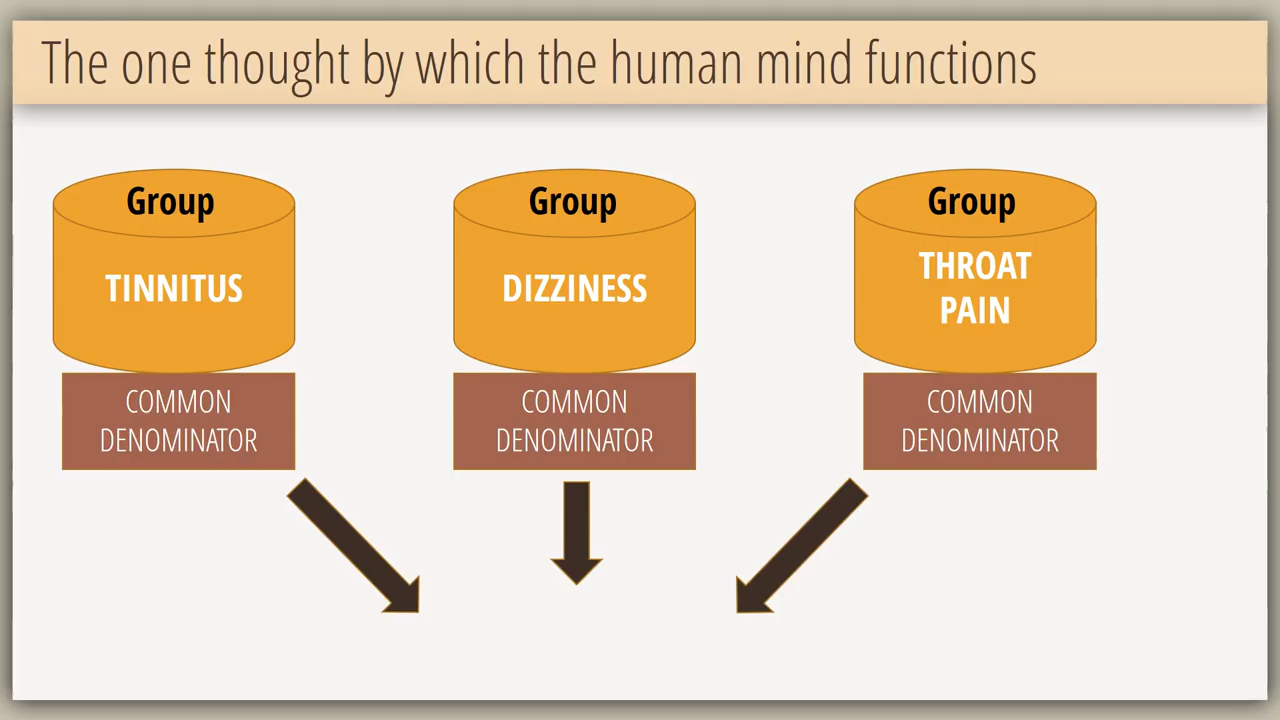 The one thought by which the human mind functions
Group
TINNITUS
COMMON
DENOMINATOR
Group
DIZZINESS
COMMON
DENOMINATOR
Group
THROAT
PAIN
COMMON
DENOMINATOR